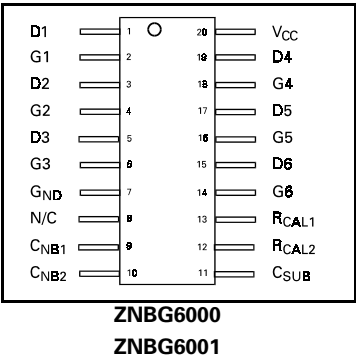 D1 1 20 VCC
G1 2 19 D4
D2 3 18 G4
G2 4 17 D5
D3 5 16 G5
G3 6 15 D6
GND 7 14 G6
N/C 8 13 RCAL1
CNB1 9 12 RCAL2
CNB2 10 11 CSUB
ZNBG6000
ZNBG6001